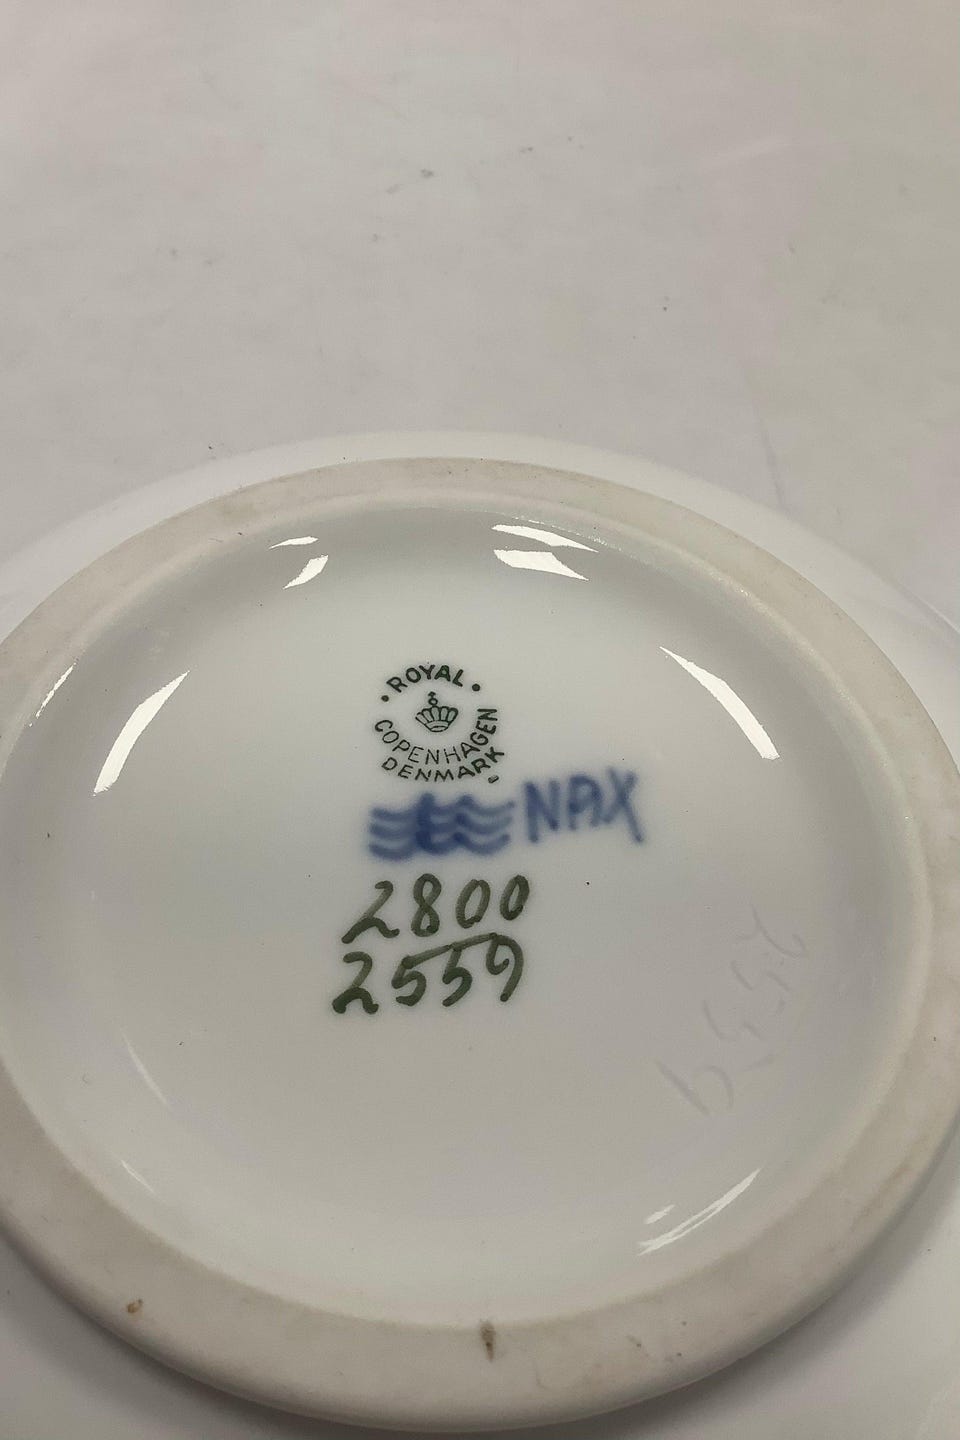 ROYAL
COPENHAGEN
DENMARK
NAX
2800
2559